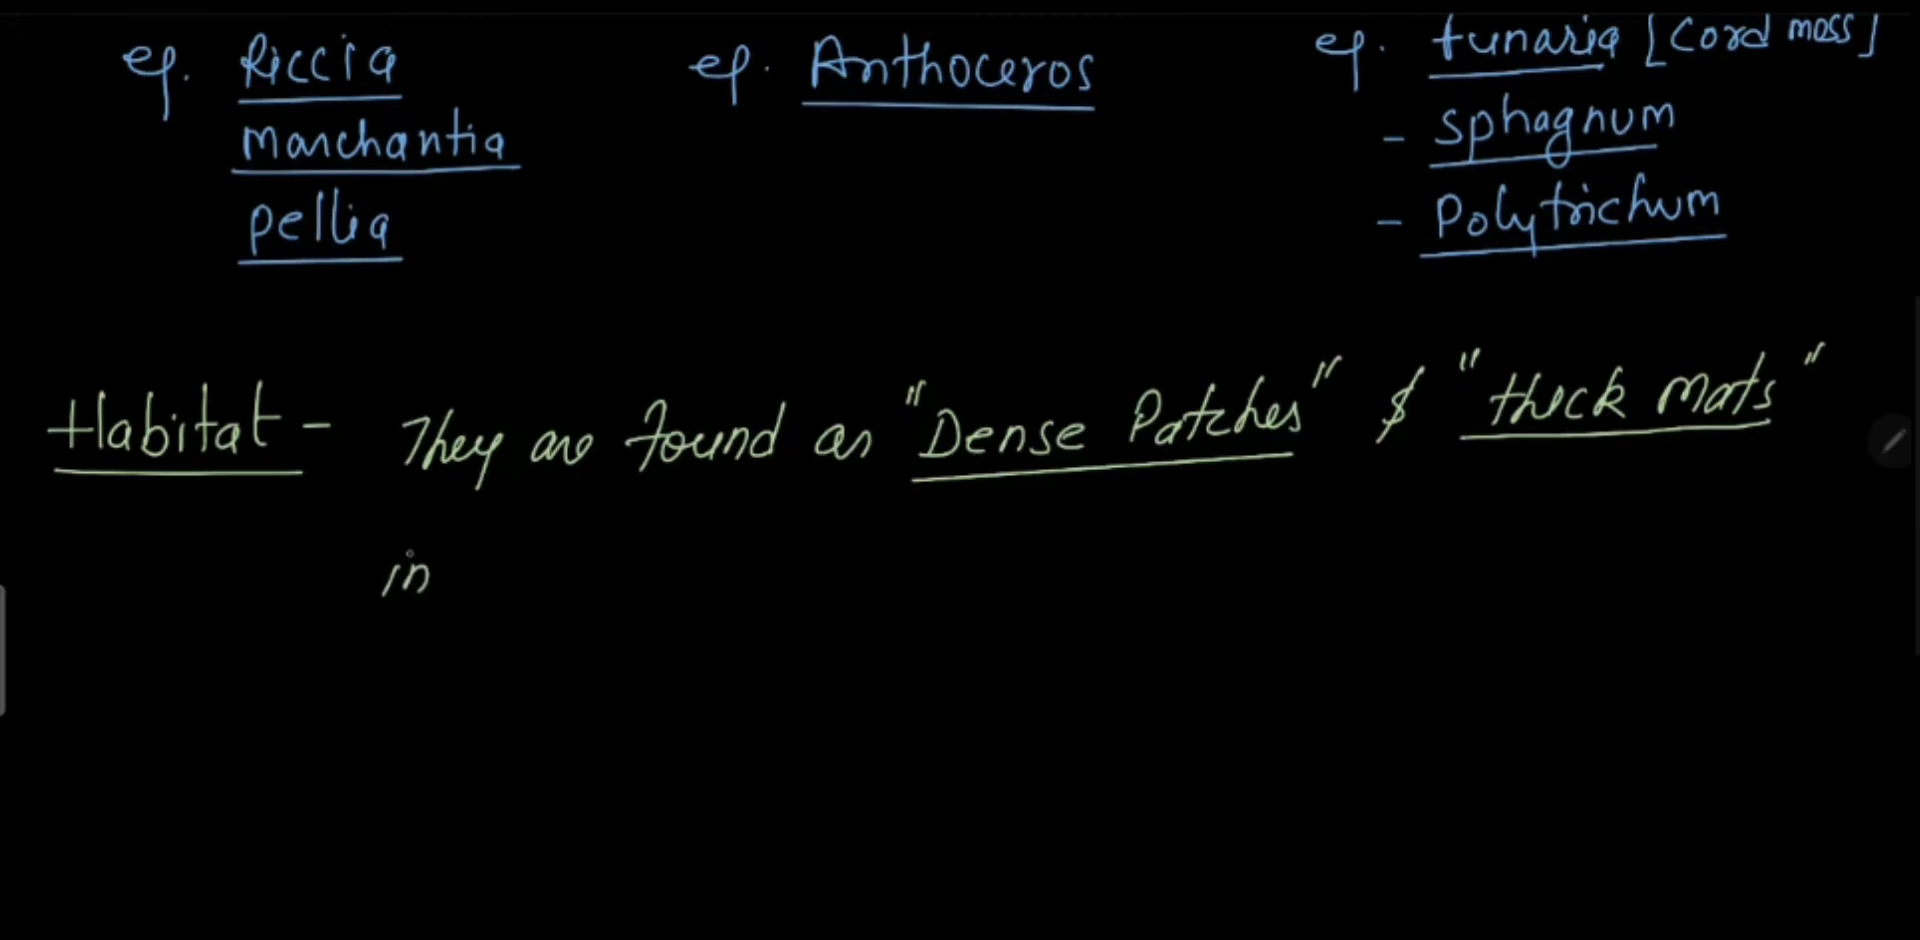 eg. Riccia
Marchantia
Pellia
eg. Anthoceros
eg. Funaria [Cord moss]
- Sphagnum
- Polytrichum
Habitat - They are found as "Dense Patches" & "thick mats"
in